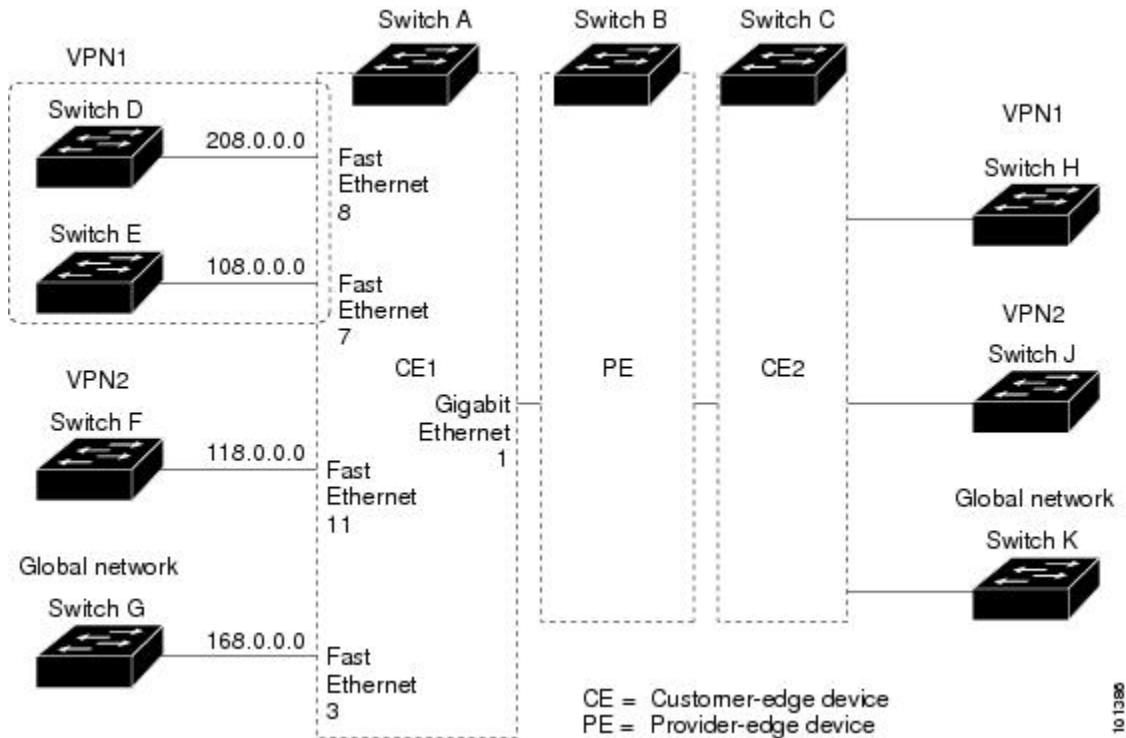 Switch A
Switch B
Switch C
VPN1
Switch D
208.0.0.0
Fast
Ethernet
8
Switch E
108.0.0.0
Fast
Ethernet
7
VPN2
Switch F
118.0.0.0
Fast
Ethernet
11
Global network
Switch G
168.0.0.0
Fast
Ethernet
3
CE1
Gigabit
Ethernet
1
PE
CE2
VPN1
Switch H
VPN2
Switch J
Global network
Switch K
CE = Customer-edge device
PE = Provider-edge device
101386